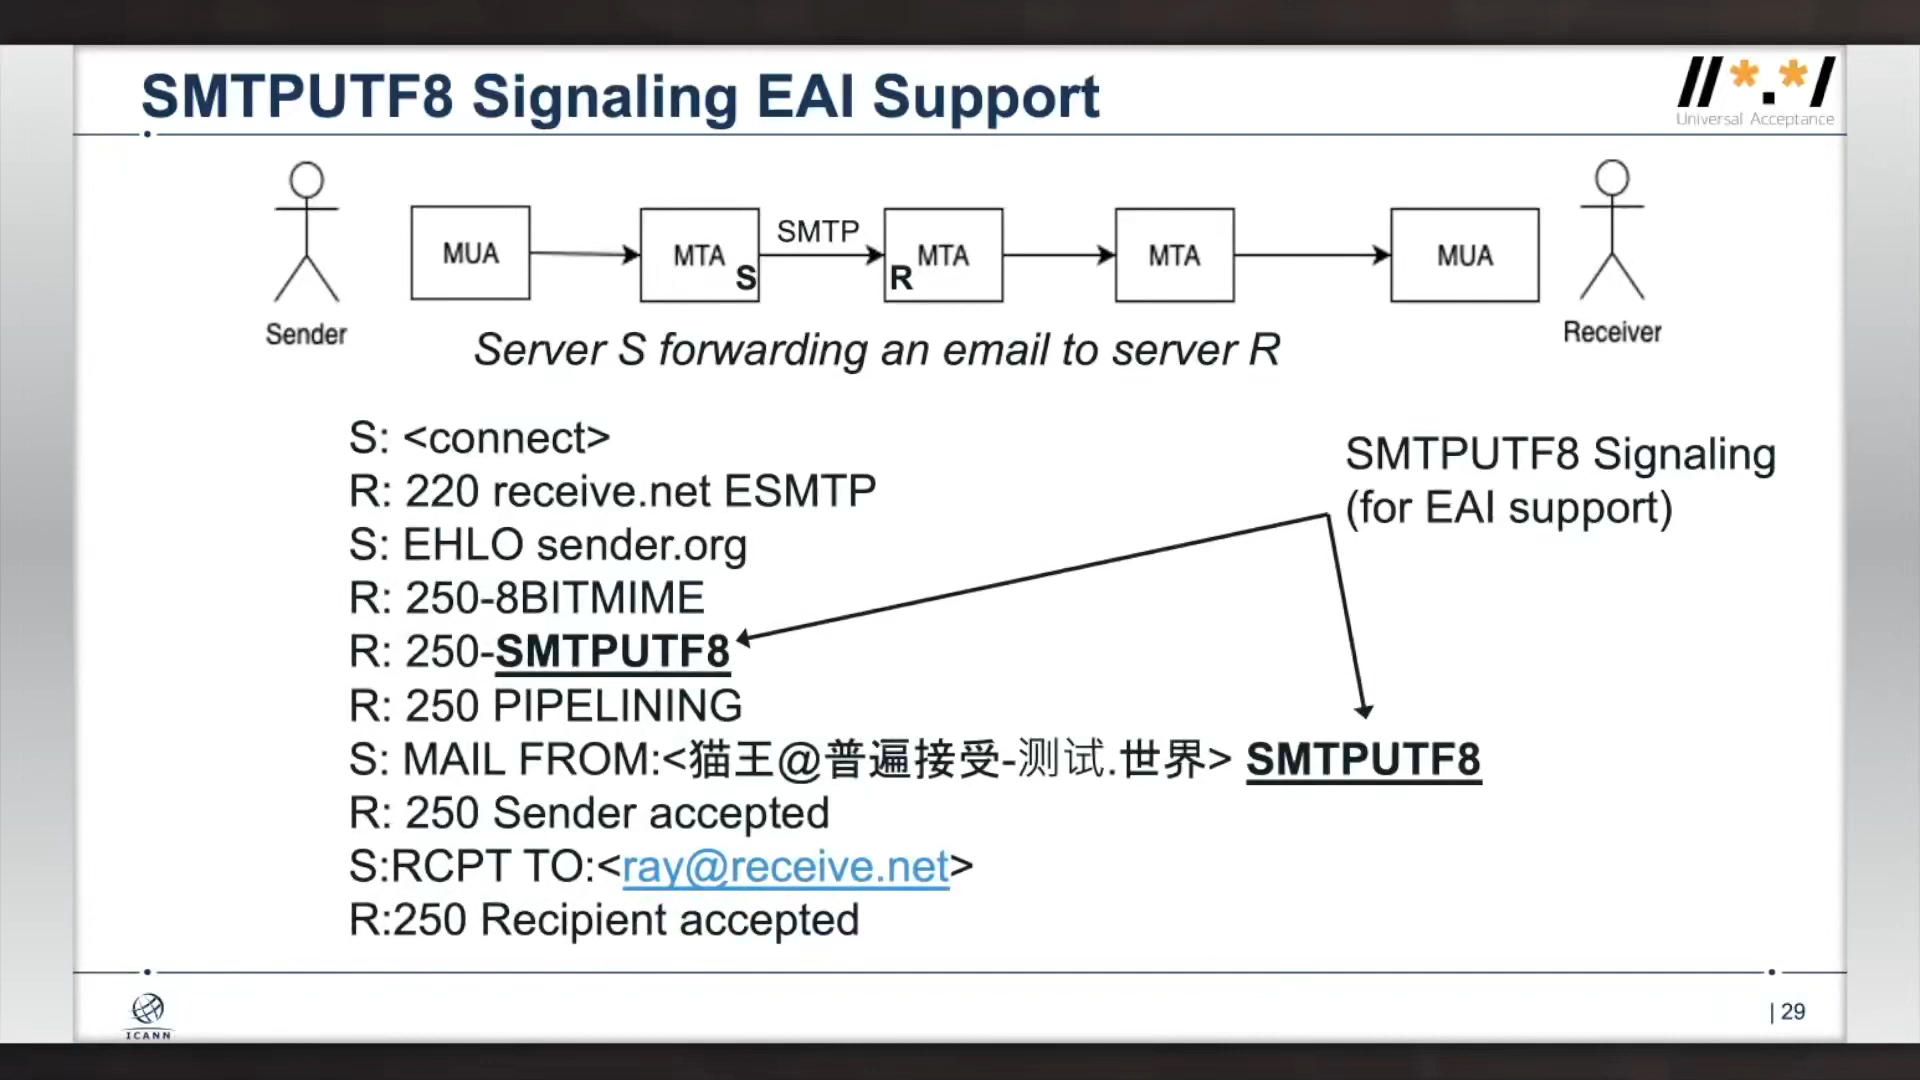 SMTPUTF8 Signaling EAI Support
//*.*/
Universal Acceptance
MUA
MTA
S
SMTP
R
MTA
MTA
MUA
Sender
Receiver
Server S forwarding an email to server R
S: <connect>
R: 220 receive.net ESMTP
S: EHLO sender.org
R: 250-8BITMIME
R: 250-SMTPUTF8
R: 250 PIPELINING
S: MAIL FROM:<猫王@普遍接受-测试.世界> SMTPUTF8
R: 250 Sender accepted
S:RCPT TO:<ray@receive.net>
R:250 Recipient accepted
SMTPUTF8 Signaling
(for EAI support)
ICANN
| 29